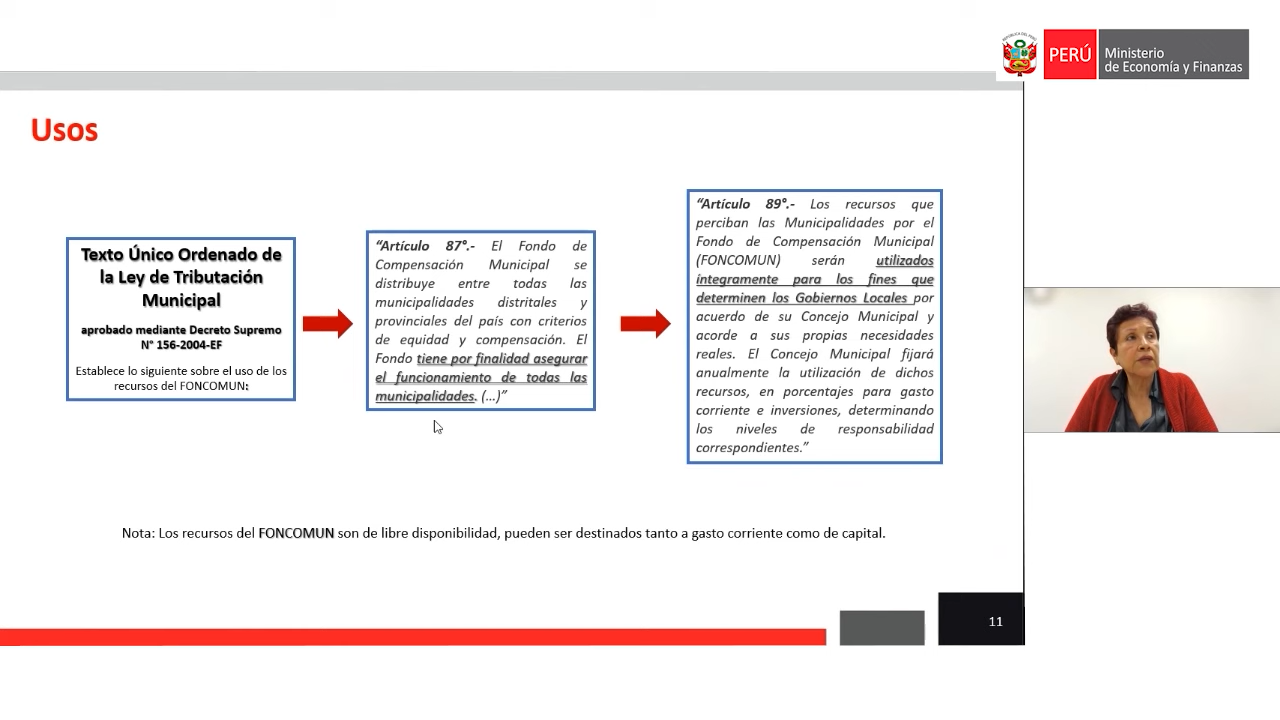 PERÚ
Ministerio
de Economía y Finanzas
Usos
Texto Único Ordenado de
la Ley de Tributación
Municipal
aprobado mediante Decreto Supremo
N° 156-2004-EF
Establece lo siguiente sobre el uso de los
recursos del FONCOMUN:
“Artículo 87°.- El Fondo de
Compensación Municipal se
distribuye entre todas las
municipalidades distritales y
provinciales del país con criterios
de equidad y compensación. El
Fondo tiene por finalidad asegurar
el funcionamiento de todas las
municipalidades. (…)”
“Artículo 89°.- Los recursos que
perciban las Municipalidades por el
Fondo de Compensación Municipal
(FONCOMUN) serán utilizados
íntegramente para los fines que
determinen los Gobiernos Locales por
acuerdo de su Concejo Municipal y
acorde a sus propias necesidades
reales. El Concejo Municipal fijará
anualmente la utilización de dichos
recursos, en porcentajes para gasto
corriente e inversiones, determinando
los niveles de responsabilidad
correspondientes.”
Nota: Los recursos del FONCOMUN son de libre disponibilidad, pueden ser destinados tanto a gasto corriente como de capital.
11